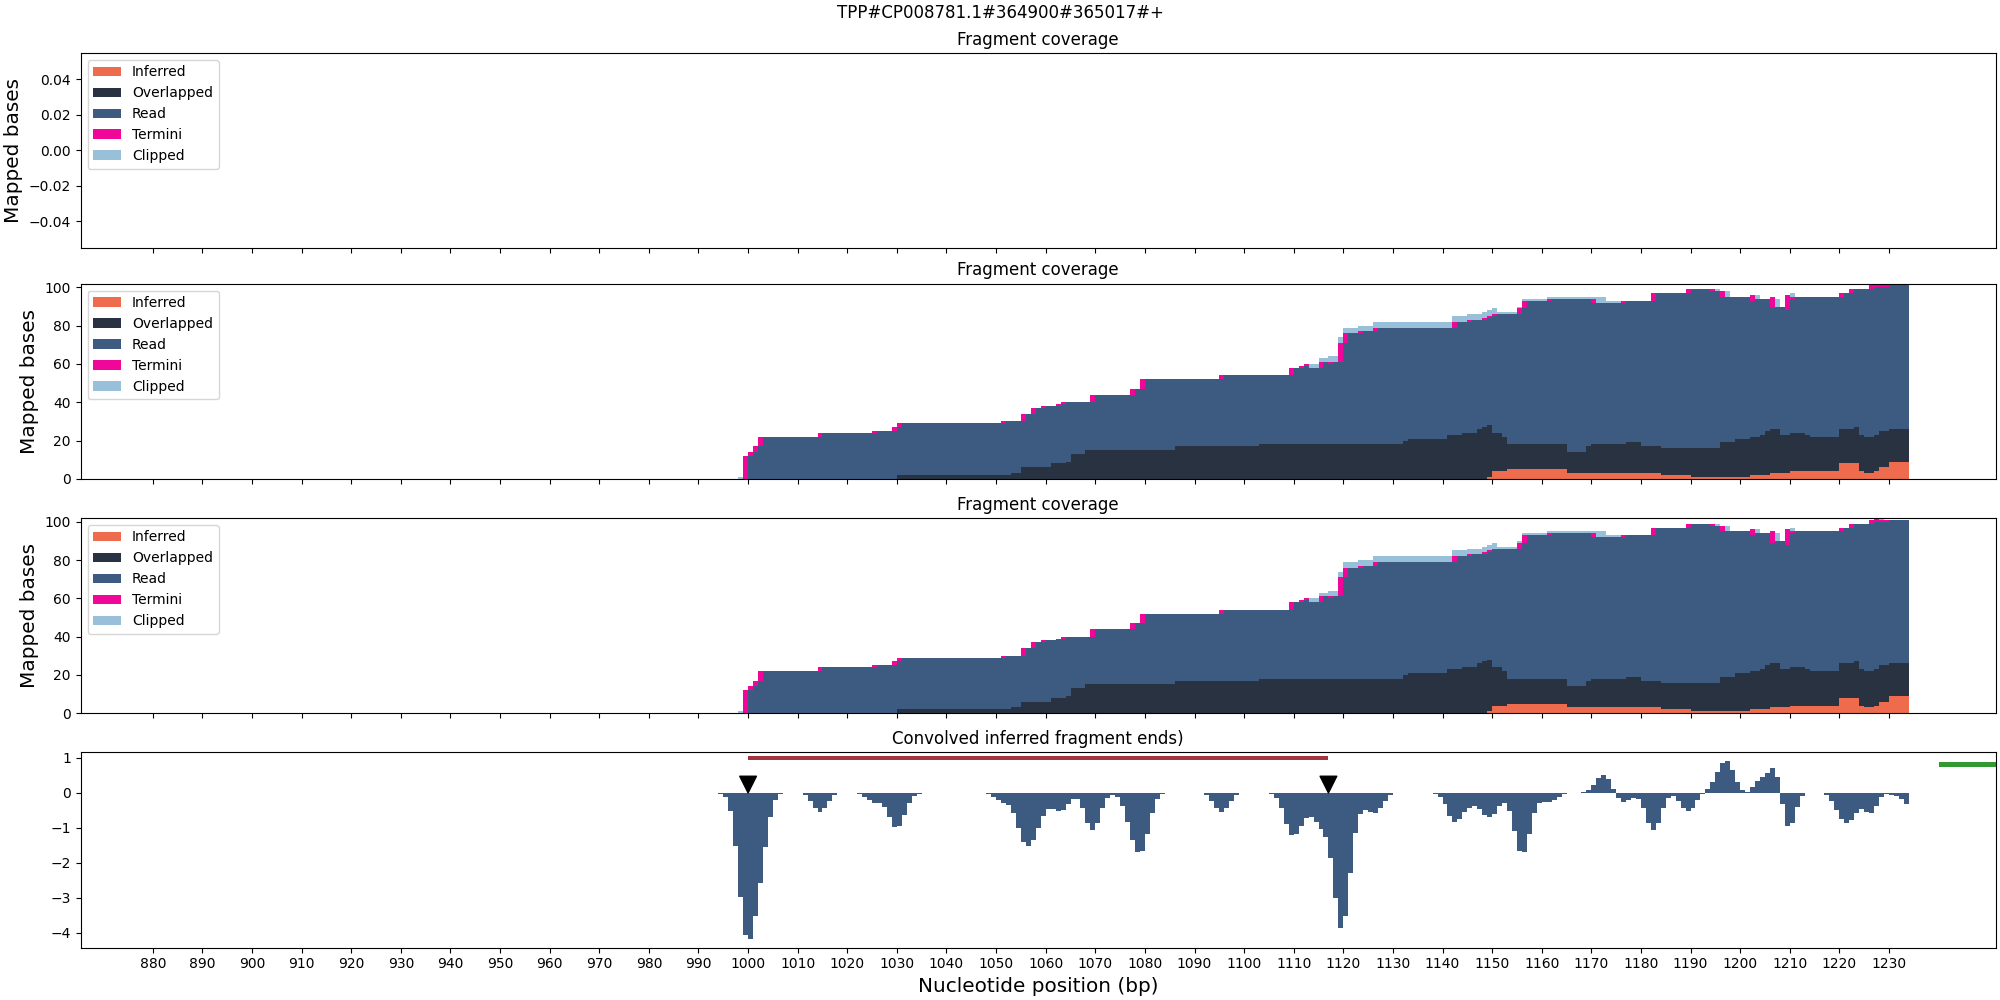 TPP#CP008781.1#364900#365017#+
Fragment coverage
Mapped bases
0.04
0.02
0.00
−0.02
−0.04
Inferred
Overlapped
Read
Termini
Clipped
Fragment coverage
Mapped bases
100
80
60
40
20
0
Inferred
Overlapped
Read
Termini
Clipped
Fragment coverage
Mapped bases
100
80
60
40
20
0
Inferred
Overlapped
Read
Termini
Clipped
Convolved inferred fragment ends)
1
0
−1
−2
−3
−4
880 890 900 910 920 930 940 950 960 970 980 990 1000 1010 1020 1030 1040 1050 1060 1070 1080 1090 1100 1110 1120 1130 1140 1150 1160 1170 1180 1190 1200 1210 1220 1230
Nucleotide position (bp)